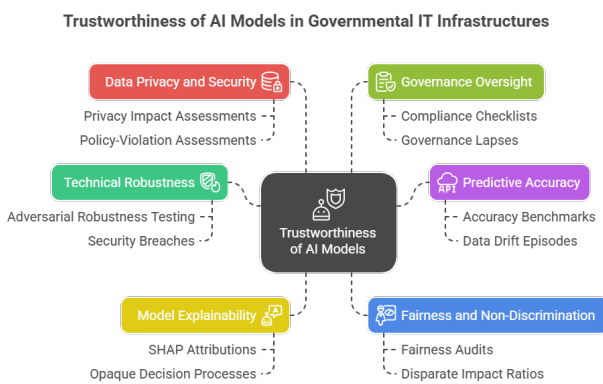 Trustworthiness of AI Models in Governmental IT Infrastructures
Data Privacy and Security
Privacy Impact Assessments
Policy-Violation Assessments
Governance Oversight
Compliance Checklists
Governance Lapses
Technical Robustness
Adversarial Robustness Testing
Security Breaches
Trustworthiness
of AI Models
API
Predictive Accuracy
Accuracy Benchmarks
Data Drift Episodes
Model Explainability
A
SHAP Attributions
Opaque Decision Processes
Fairness and Non-Discrimination
Fairness Audits
Disparate Impact Ratios